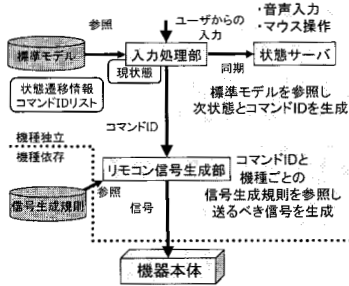 ・音声入力
・マウス操作
ユーザからの
入力
参照
標準モデル
入力処理部
状態サーバ
現状態
同期
状態遷移情報
コマンドIDリスト
標準モデルを参照し
次状態とコマンドIDを生成
コマンドID
機種独立
機種依存
リモコン信号生成部
コマンドIDと
機種ごとの
信号生成規則を参照し
送るべき信号を生成
信号生成規則
参照
信号
機器本体